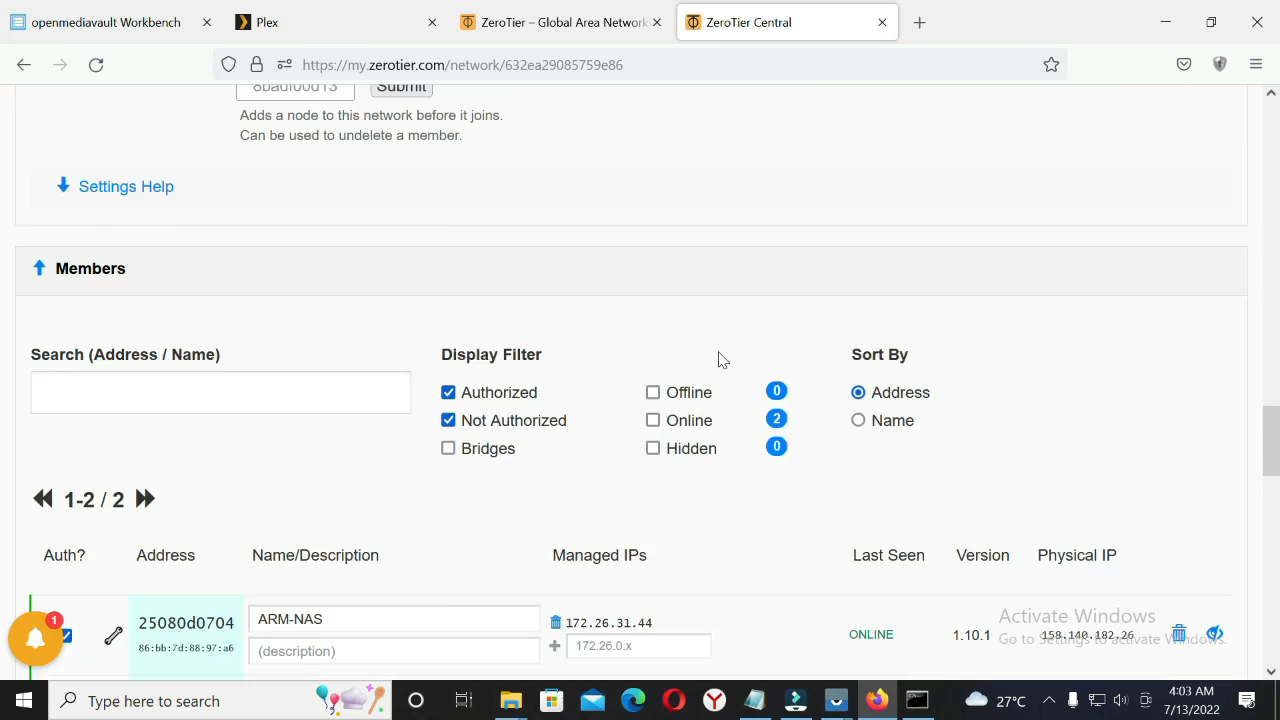 openmediavault Workbench
Plex
ZeroTier – Global Area Network
ZeroTier Central
https://my.zerotier.com/network/632ea29085759e86
8badf00d13
Submit
Adds a node to this network before it joins.
Can be used to undelete a member.
Settings Help
Members
Search (Address / Name)
Display Filter
Sort By
Authorized
Offline
0
Address
Not Authorized
Online
2
Name
Bridges
Hidden
0
1-2 / 2
Auth?
Address
Name/Description
Managed IPs
Last Seen
Version
Physical IP
25080d0704
86:bb:7d:88:97:a6
ARM-NAS
(description)
172.26.31.44
172.26.0.x
ONLINE
1.10.1
158.140.182.26
1
Activate Windows
Go to Settings to activate Windows.
Type here to search
27°C
4:03 AM
7/13/2022